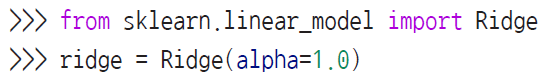 >>> from sklearn.linear_model import Ridge
>>> ridge = Ridge(alpha=1.0)